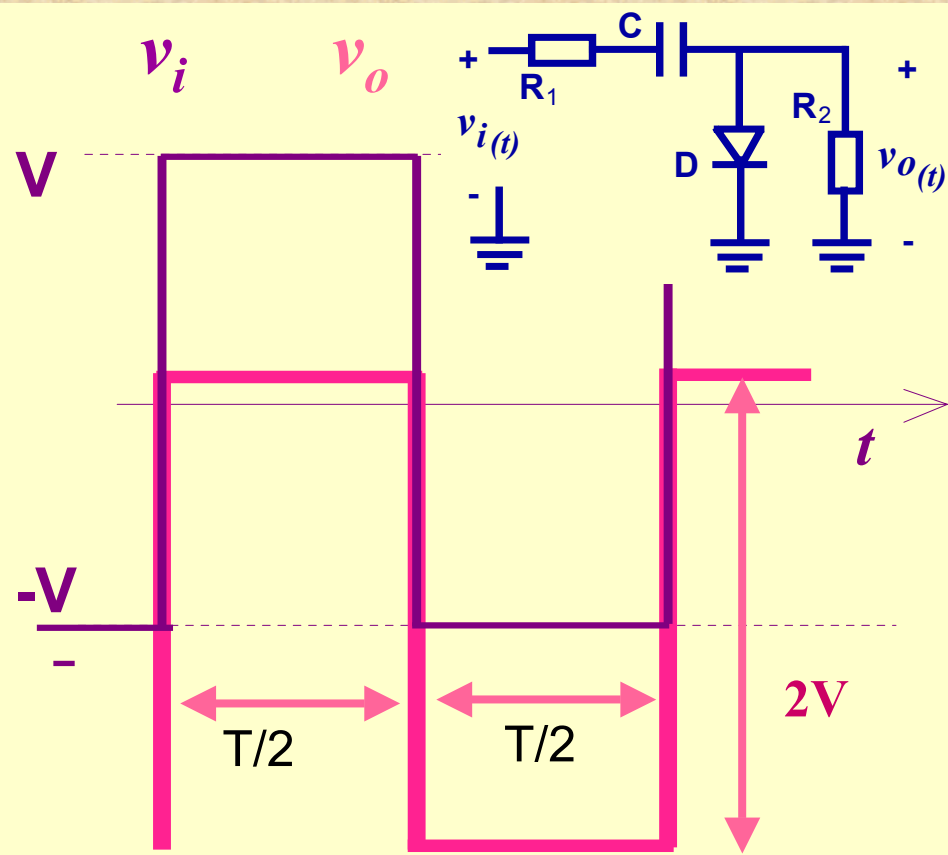 vi vo
+ R1 C +
vi(t) D R2 vo(t)
- -
V
t
-V
–
T/2 T/2 2V